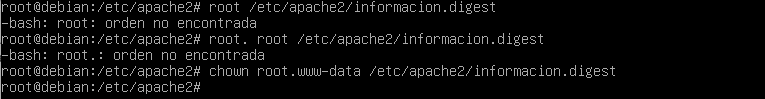 root@debian:/etc/apache2# root /etc/apache2/informacion.digest
-bash: root: orden no encontrada
root@debian:/etc/apache2# root. root /etc/apache2/informacion.digest
-bash: root.: orden no encontrada
root@debian:/etc/apache2# chown root.www-data /etc/apache2/informacion.digest
root@debian:/etc/apache2#